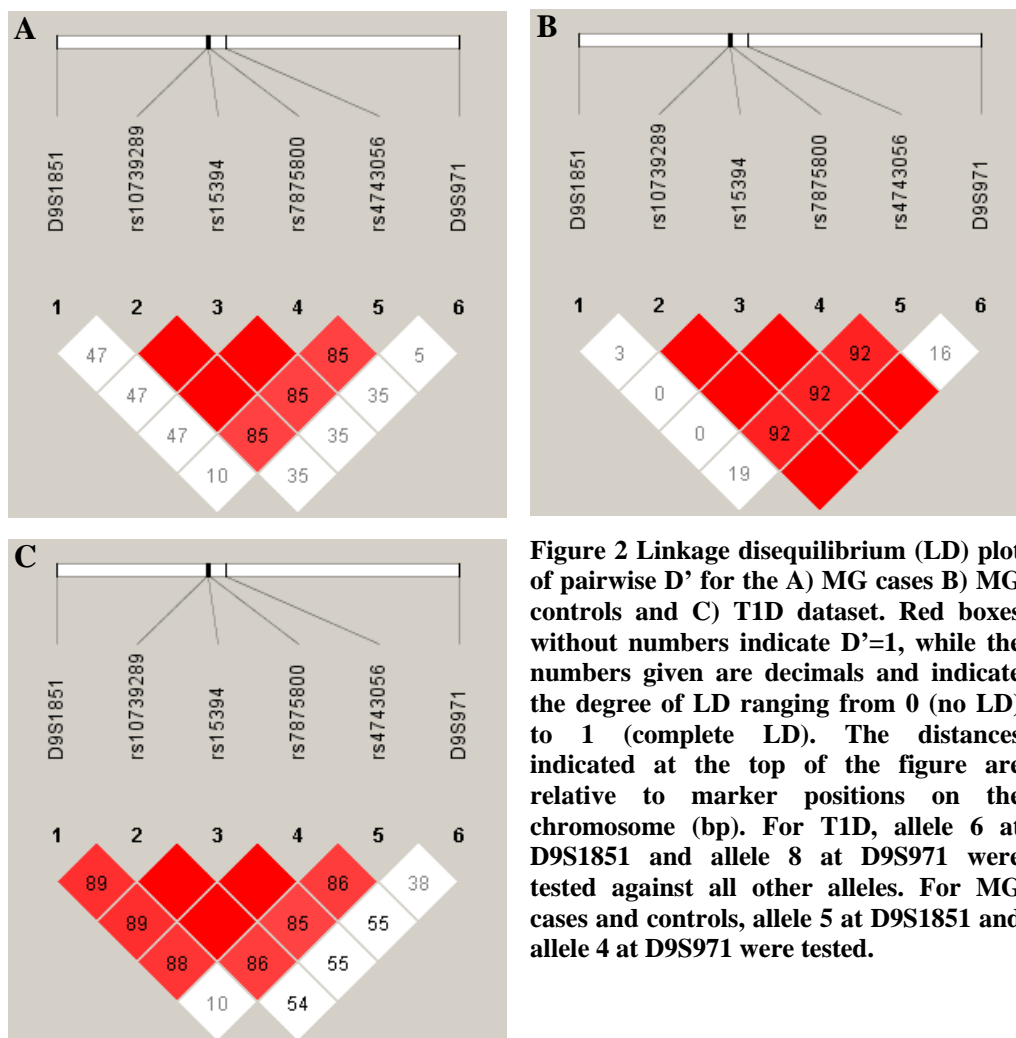 A
D9S1851
rs10739289
rs15394
rs7875800
rs4743056
D9S971
1 2 3 4 5 6
47 85 5
47 85 35
47 85 35
10 35
B
D9S1851
rs10739289
rs15394
rs7875800
rs4743056
D9S971
1 2 3 4 5 6
3 92 16
0 92
0 92
19
C
D9S1851
rs10739289
rs15394
rs7875800
rs4743056
D9S971
1 2 3 4 5 6
89 86 38
89 85 55
88 86 55
10 54
Figure 2 Linkage disequilibrium (LD) plot
of pairwise D’ for the A) MG cases B) MG
controls and C) T1D dataset. Red boxes
without numbers indicate D’=1, while the
numbers given are decimals and indicate
the degree of LD ranging from 0 (no LD)
to 1 (complete LD). The distances
indicated at the top of the figure are
relative to marker positions on the
chromosome (bp). For T1D, allele 6 at
D9S1851 and allele 8 at D9S971 were
tested against all other alleles. For MG
cases and controls, allele 5 at D9S1851 and
allele 4 at D9S971 were tested.